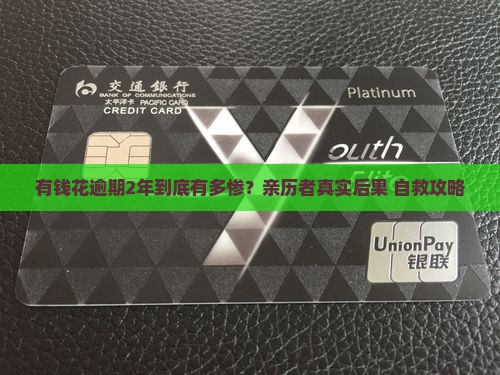 交通銀行
BANK OF COMMUNICATIONS
太平洋卡 PACIFIC CARD
CREDIT CARD
Platinum
Youth
有钱花逾期2年到底有多惨？亲历者真实后果 自救攻略
Elite
UnionPay
银联